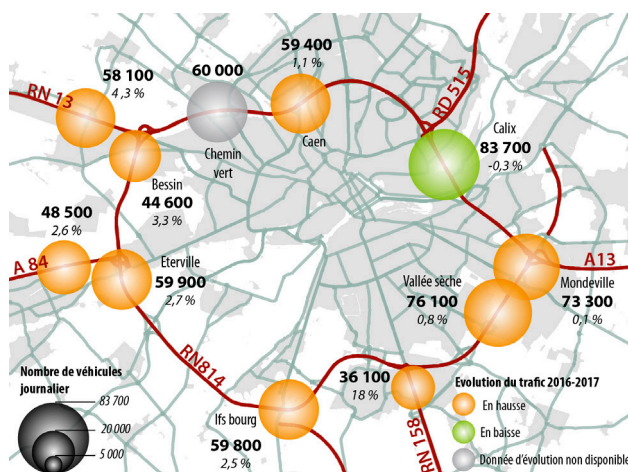 59 400
1,1 %
Caen
60 000
Chemin
vert
58 100
4,3 %
RN 13
RD 515
Calix
83 700
-0,3 %
Bessin
44 600
3,3 %
48 500
2,6 %
A 84
Eterville
59 900
2,7 %
A13
Vallée sèche
76 100
0,8 %
Mondeville
73 300
0,1 %
RN814
36 100
18 %
RN 158
Ifs bourg
59 800
2,5 %
Nombre de véhicules
journalier
83 700
20 000
5 000
Evolution du trafic 2016-2017
En hausse
En baisse
Donnée d'évolution non disponible